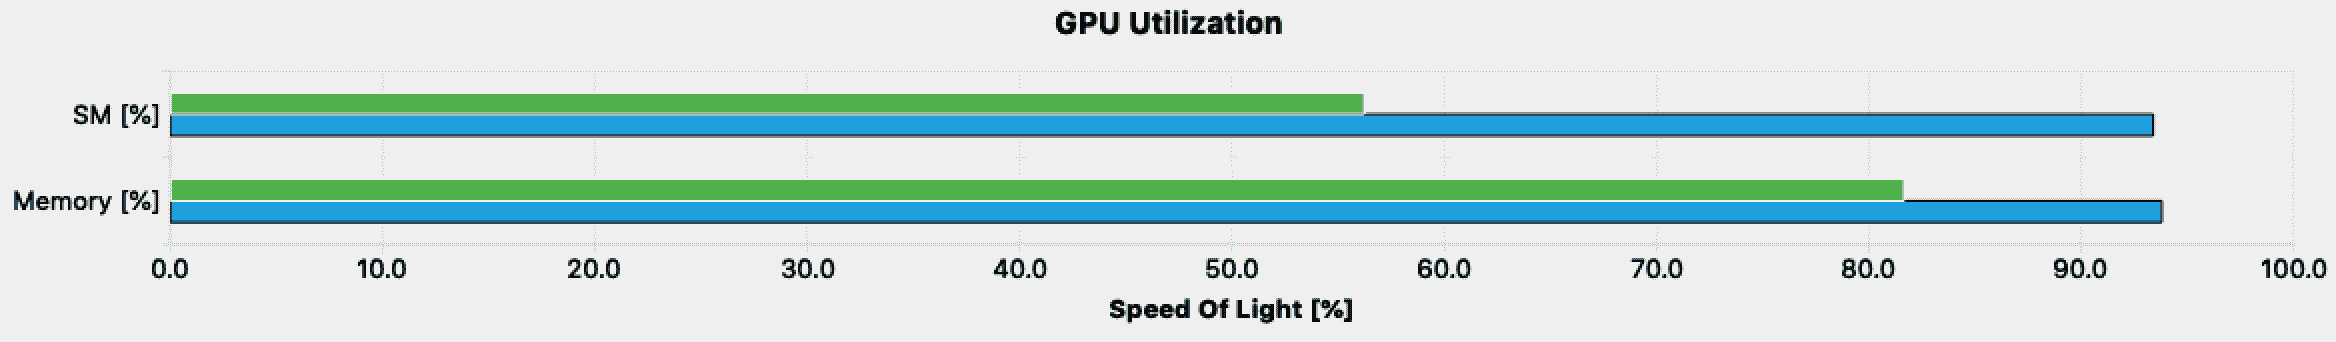 GPU Utilization
SM [%]
Memory [%]
0.0 10.0 20.0 30.0 40.0 50.0 60.0 70.0 80.0 90.0 100.0
Speed Of Light [%]